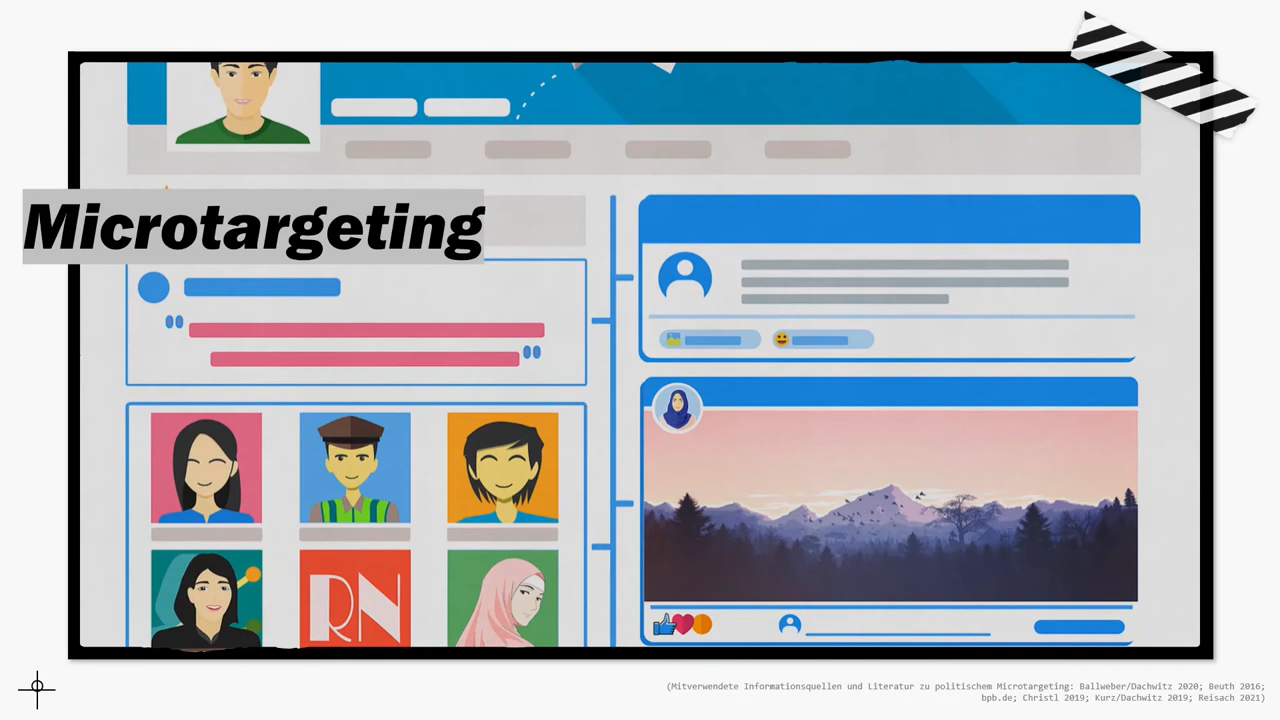 Microtargeting
RN
(Mitverwendete Informationsquellen und Literatur zu politischem Microtargeting: Ballweber/Dachwitz 2020; Beuth 2016;
bpb.de; Christl 2019; Kurz/Dachwitz 2019; Reisach 2021)